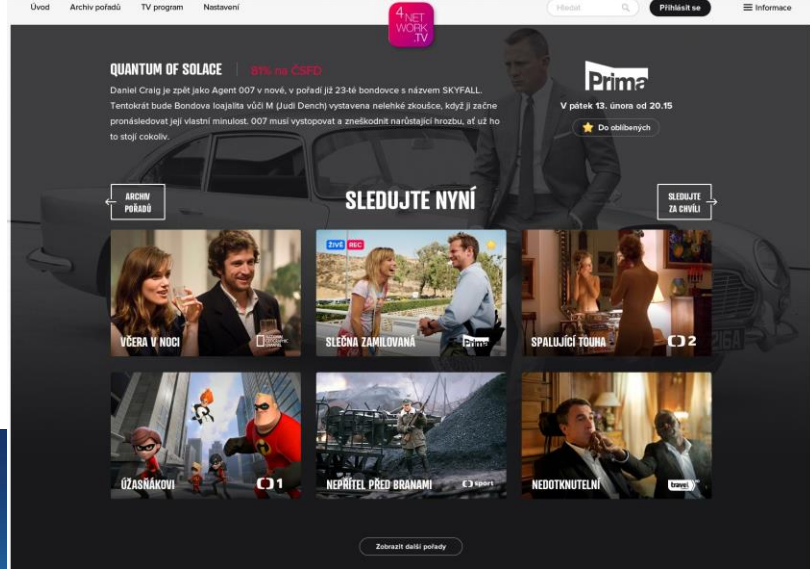 Úvod Archiv pořadů TV program Nastavení
4
NET
WORK
.TV
Hledat
Přihlásit se
Informace
QUANTUM OF SOLACE 81% na ČSFD
Daniel Craig je zpět jako Agent 007 v nové, v pořadí již 23-té bondovce s názvem SKYFALL.
Tentokrát bude Bondova loajalita vůči M (Judi Dench) vystavena nelehké zkoušce, když ji začne
pronásledovat její vlastní minulost. 007 musí vystopovat a zneškodnit narůstající hrozbu, ať už ho
to stojí cokoliv.
Prima
V pátek 13. února od 20.15
Do oblíbených
ARCHIV
POŘADŮ
SLEDUJTE NYNÍ
SLEDUJTE
ZA CHVÍLI
VČERA V NOCI
ŽIVĚ REC
SLEČNA ZAMILOVANÁ
Prima
SPALUJÍCÍ TOUHA
2
216A
ÚŽASŇÁKOVI
1
NEPŘÍTEL PŘED BRANAMI
sport
NEDOTKNUTELNÍ
travel
Zobrazit další pořady